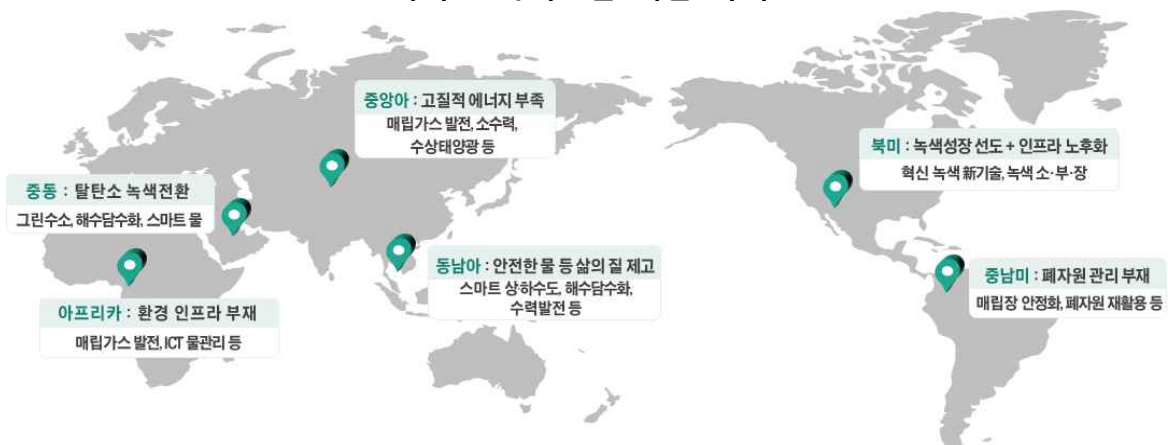 중앙아 : 고질적 에너지 부족
매립가스 발전, 소수력,
수상태양광 등
북미 : 녹색성장 선도 + 인프라 노후화
혁신 녹색 新기술, 녹색 소·부·장
중동 : 탈탄소 녹색전환
그린수소, 해수담수화, 스마트 물
동남아 : 안전한 물 등 삶의 질 제고
스마트 상하수도, 해수담수화,
수력발전 등
중남미 : 폐자원 관리 부재
매립장 안정화, 폐자원 재활용 등
아프리카 : 환경 인프라 부재
매립가스 발전, ICT 물관리 등